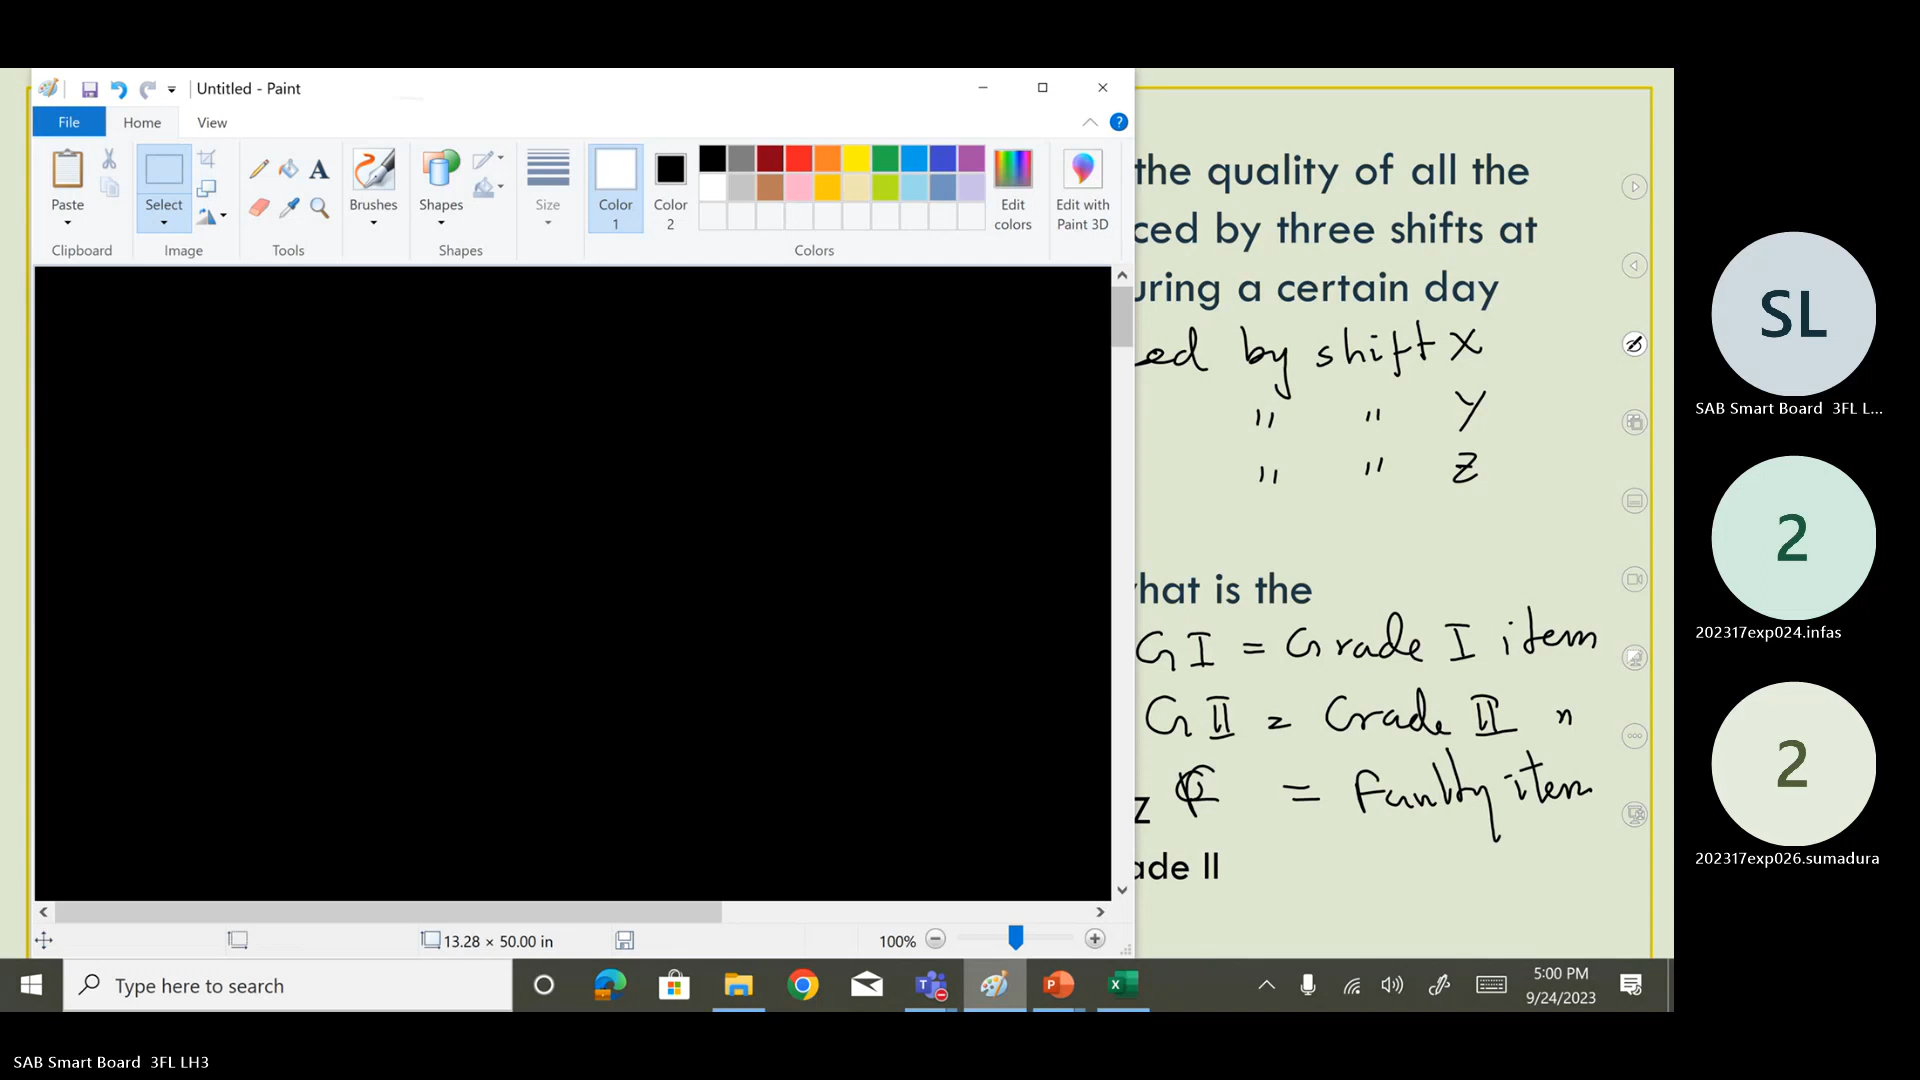 Untitled - Paint
File Home View
Paste
Select
Brushes
Shapes
Size
Color 1
Color 2
Edit colors
Edit with Paint 3D
Clipboard
Image
Tools
Shapes
Colors
the quality of all the
ced by three shifts at
uring a certain day
ed by shift X
" " Y
" " Z
hat is the
G I = Grade I item
G II = Grade II "
z F = Faulty item
ade II
13.28 × 50.00 in
100%
Type here to search
5:00 PM
9/24/2023
SL
SAB Smart Board 3FL L...
2
202317exp024.infas
2
202317exp026.sumadura
SAB Smart Board 3FL LH3